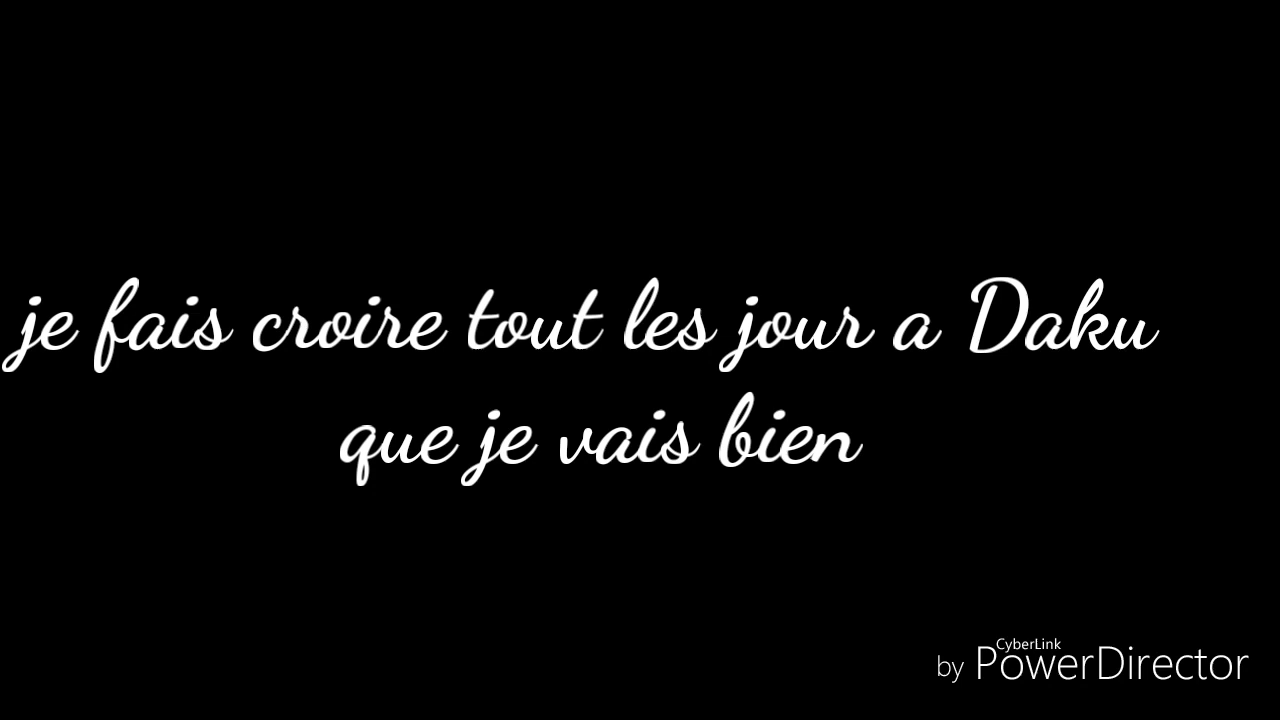 je fais croire tout les jour a Daku
que je vais bien
by CyberLink PowerDirector